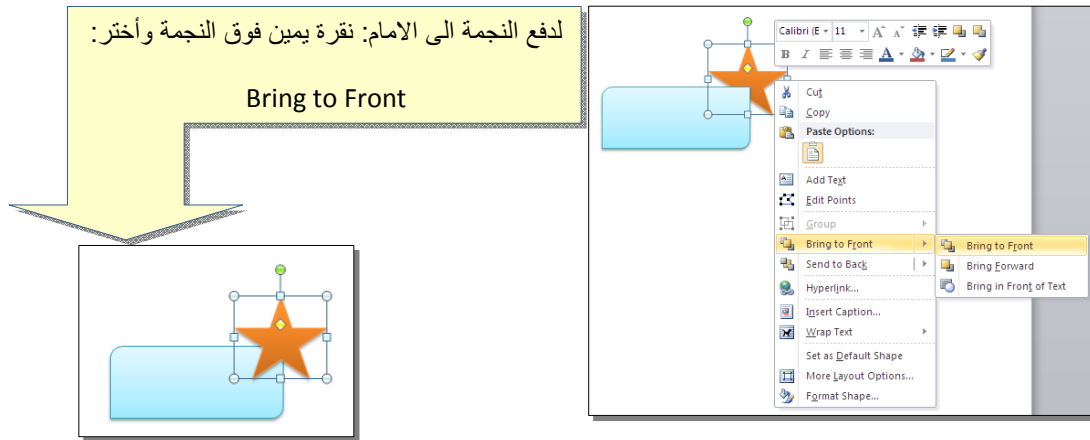 لدفع النجمة الى الامام: نقرة يمين فوق النجمة وأختر:
Bring to Front
Calibri (E 11 A A
B I A
Cut
Copy
Paste Options:
Add Text
Edit Points
Group
Bring to Front
Bring to Front
Send to Back
Bring Forward
Hyperlink...
Bring in Front of Text
Insert Caption...
Wrap Text
Set as Default Shape
More Layout Options...
Format Shape...